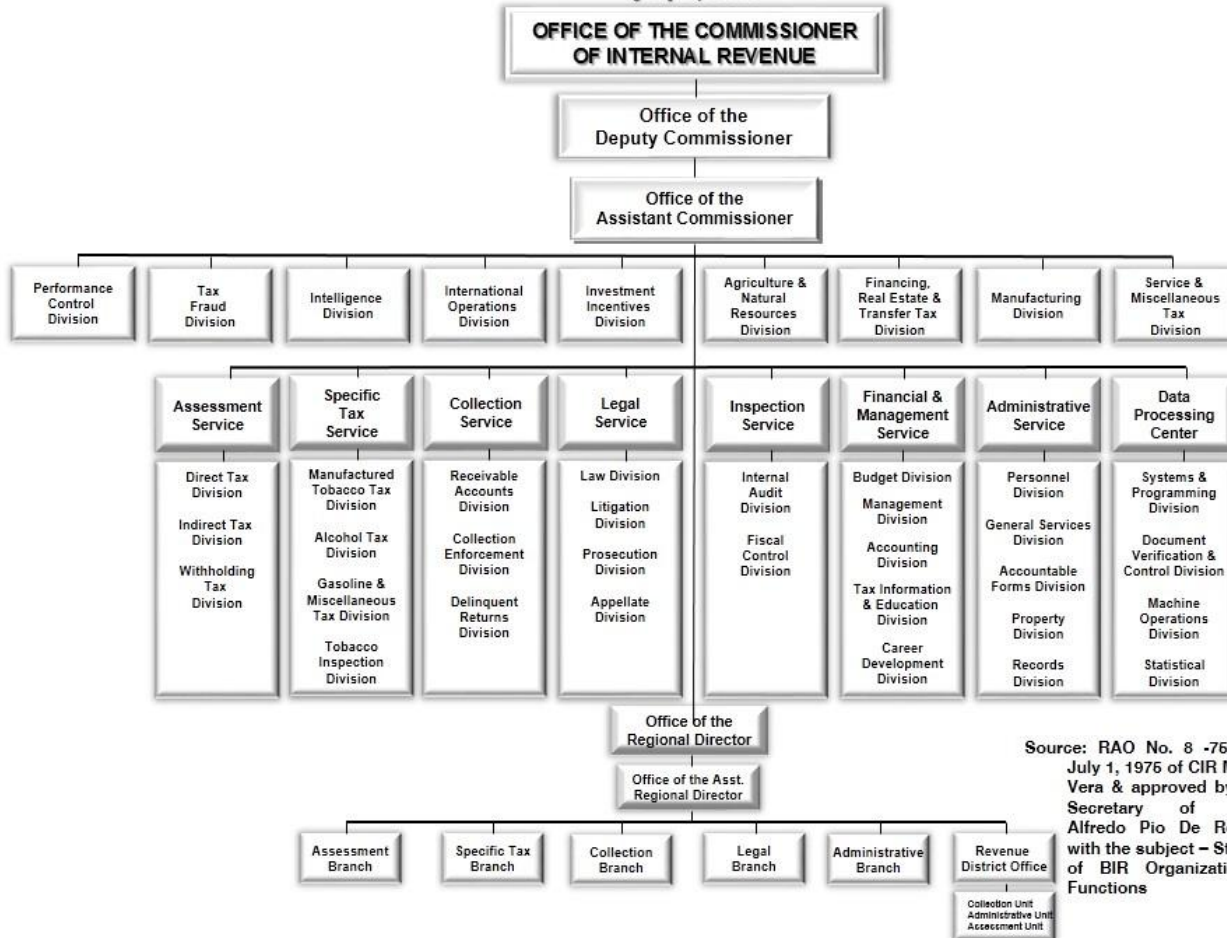 OFFICE OF THE COMMISSIONER
OF INTERNAL REVENUE
Office of the
Deputy Commissioner
Office of the
Assistant Commissioner
Performance
Control
Division
Tax
Fraud
Division
Intelligence
Division
International
Operations
Division
Investment
Incentives
Division
Agriculture &
Natural
Resources
Division
Financing,
Real Estate &
Transfer Tax
Division
Manufacturing
Division
Service &
Miscellaneous
Tax
Division
Assessment
Service
Specific
Tax
Service
Collection
Service
Legal
Service
Inspection
Service
Financial &
Management
Service
Administrative
Service
Data
Processing
Center
Direct Tax
Division
Indirect Tax
Division
Withholding
Tax
Division
Manufactured
Tobacco Tax
Division
Alcohol Tax
Division
Gasoline &
Miscellaneous
Tax Division
Tobacco
Inspection
Division
Receivable
Accounts
Division
Collection
Enforcement
Division
Delinquent
Returns
Division
Law Division
Litigation
Division
Prosecution
Division
Appellate
Division
Internal
Audit
Division
Fiscal
Control
Division
Budget Division
Management
Division
Accounting
Division
Tax Information
& Education
Division
Career
Development
Division
Personnel
Division
General Services
Division
Accountable
Forms Division
Property
Division
Records
Division
Systems &
Programming
Division
Document
Verification &
Control Division
Machine
Operations
Division
Statistical
Division
Office of the
Regional Director
Office of the Asst.
Regional Director
Assessment
Branch
Specific Tax
Branch
Collection
Branch
Legal
Branch
Administrative
Branch
Revenue
District Office
Collection Unit
Administrative Unit
Assessment Unit
Source: RAO No. 8 -76
July 1, 1976 of CIR
Vera & approved by
Secretary of
Alfredo Pio De
with the subject –
of BIR
Functions